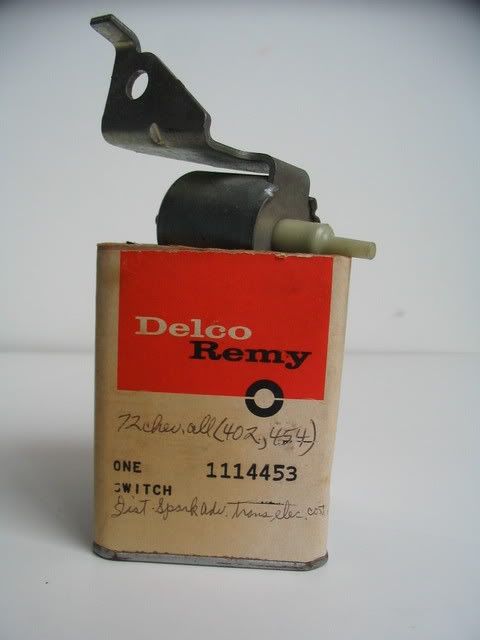 Delco
Remy
72 chev. all (402, 454)
ONE 1114453
SWITCH
Dist. Spark adv. trans. elec. cont